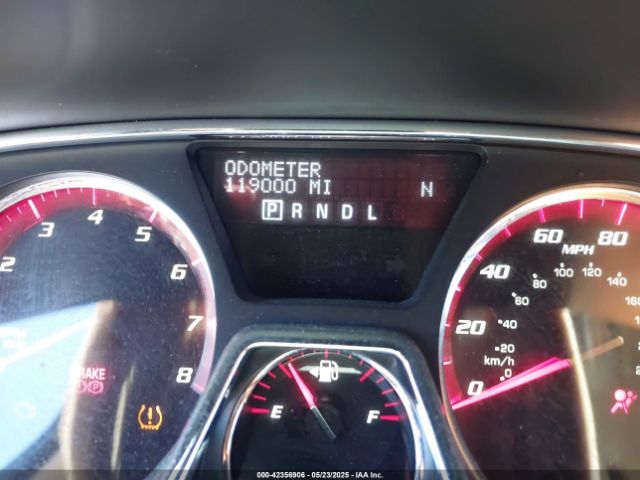 ODOMETER
119000 MI N
P R N D L
2 3 4 5 6 7 8
BRAKE
P
E F
0 20 40 60 80
MPH
0 20 40 60 80 100 120 140 160
km/h
000-42356906 - 05/23/2025 - IAA Inc.